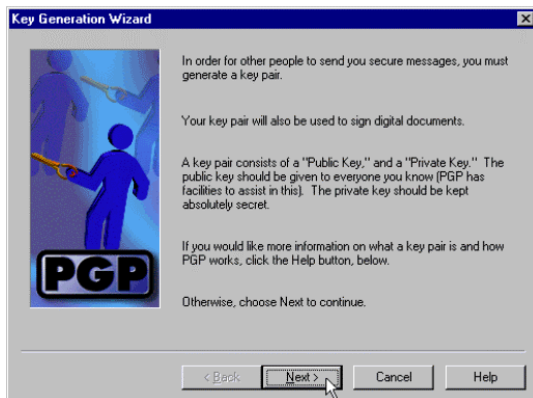 Key Generation Wizard
In order for other people to send you secure messages, you must
generate a key pair.
Your key pair will also be used to sign digital documents.
A key pair consists of a "Public Key," and a "Private Key." The
public key should be given to everyone you know (PGP has
facilities to assist in this). The private key should be kept
absolutely secret.
If you would like more information on what a key pair is and how
PGP works, click the Help button, below.
PGP
Otherwise, choose Next to continue.
< Back
Next >
Cancel
Help